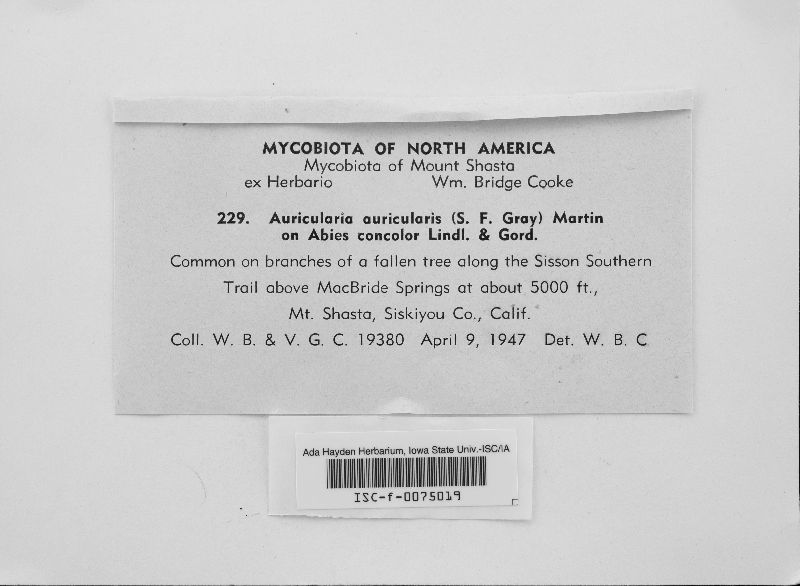 MYCOBIOTA OF NORTH AMERICA
Mycobiota of Mount Shasta
ex Herbario Wm. Bridge Cooke
229. Auricularia auricularis (S. F. Gray) Martin
on Abies concolor Lindl. & Gord.
Common on branches of a fallen tree along the Sisson Southern
Trail above MacBride Springs at about 5000 ft.,
Mt. Shasta, Siskiyou Co., Calif.
Coll. W. B. & V. G. C. 19380 April 9, 1947 Det. W. B. C
Ada Hayden Herbarium, Iowa State Univ.-ISC/IA
ISC-f-0075019